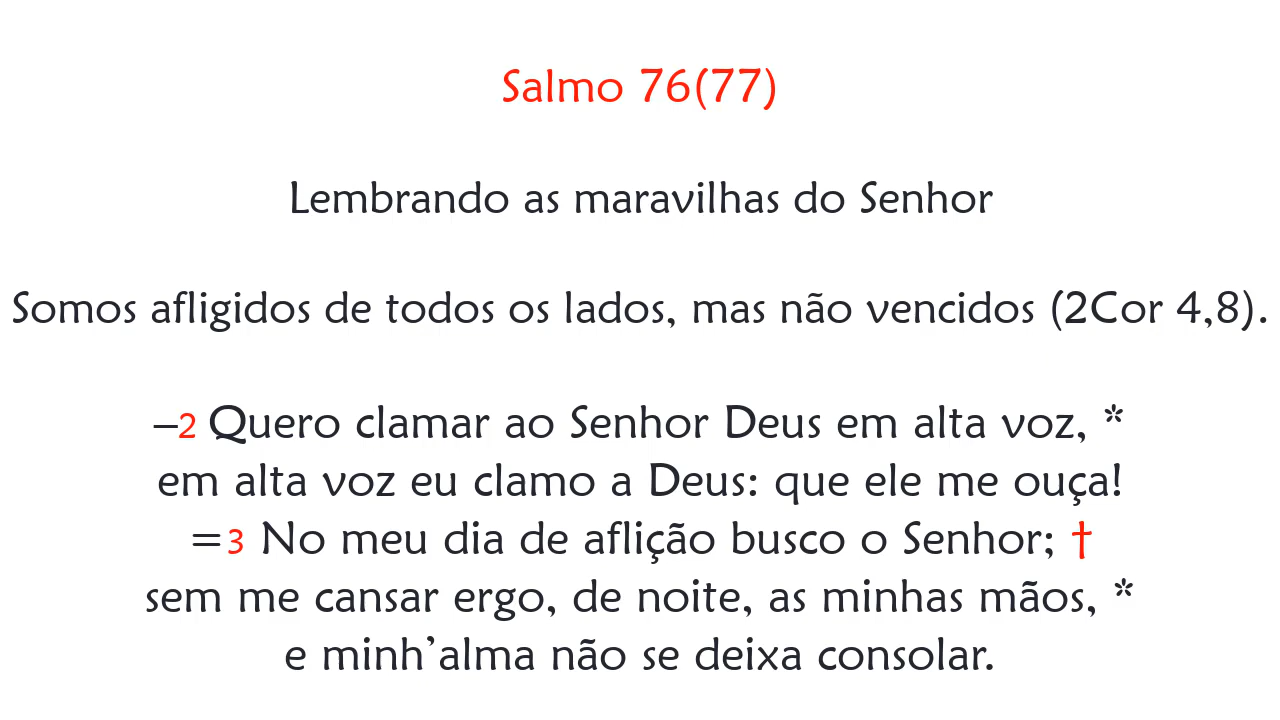 Salmo 76(77)
Lembrando as maravilhas do Senhor
Somos afligidos de todos os lados, mas não vencidos (2Cor 4,8).
–2 Quero clamar ao Senhor Deus em alta voz, *
em alta voz eu clamo a Deus: que ele me ouça!
=3 No meu dia de aflição busco o Senhor; †
sem me cansar ergo, de noite, as minhas mãos, *
e minh’alma não se deixa consolar.